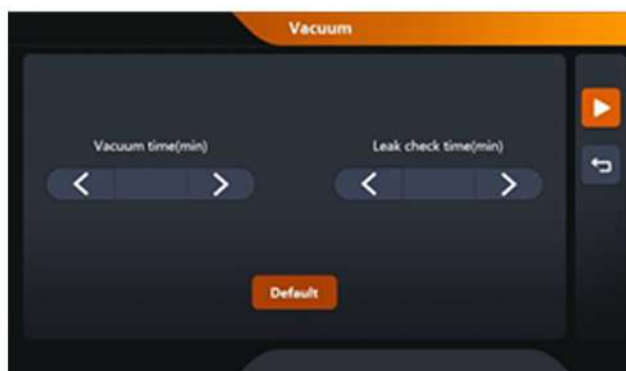 Vacuum
Vacuum time(min)
Leak check time(min)
Default